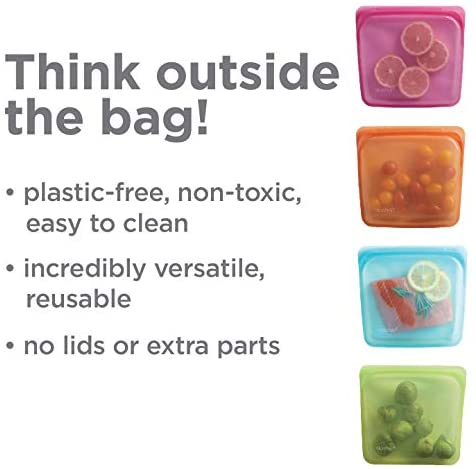 Think outside
the bag!
• plastic-free, non-toxic,
easy to clean
• incredibly versatile,
reusable
• no lids or extra parts